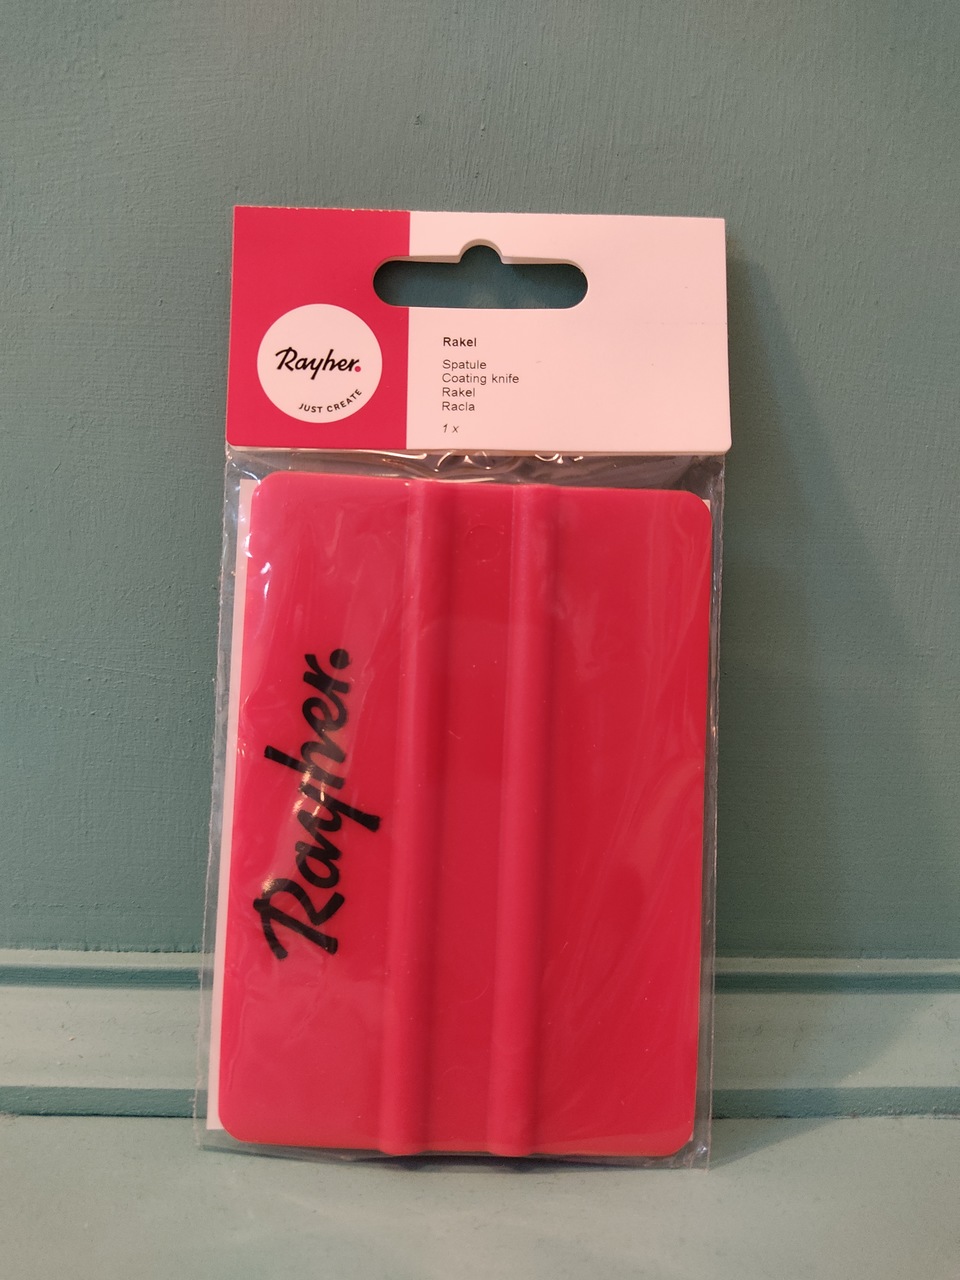 Rayher.
JUST CREATE
Rakel
Spatule
Coating knife
Rakel
Racla
1 x
Rayher.